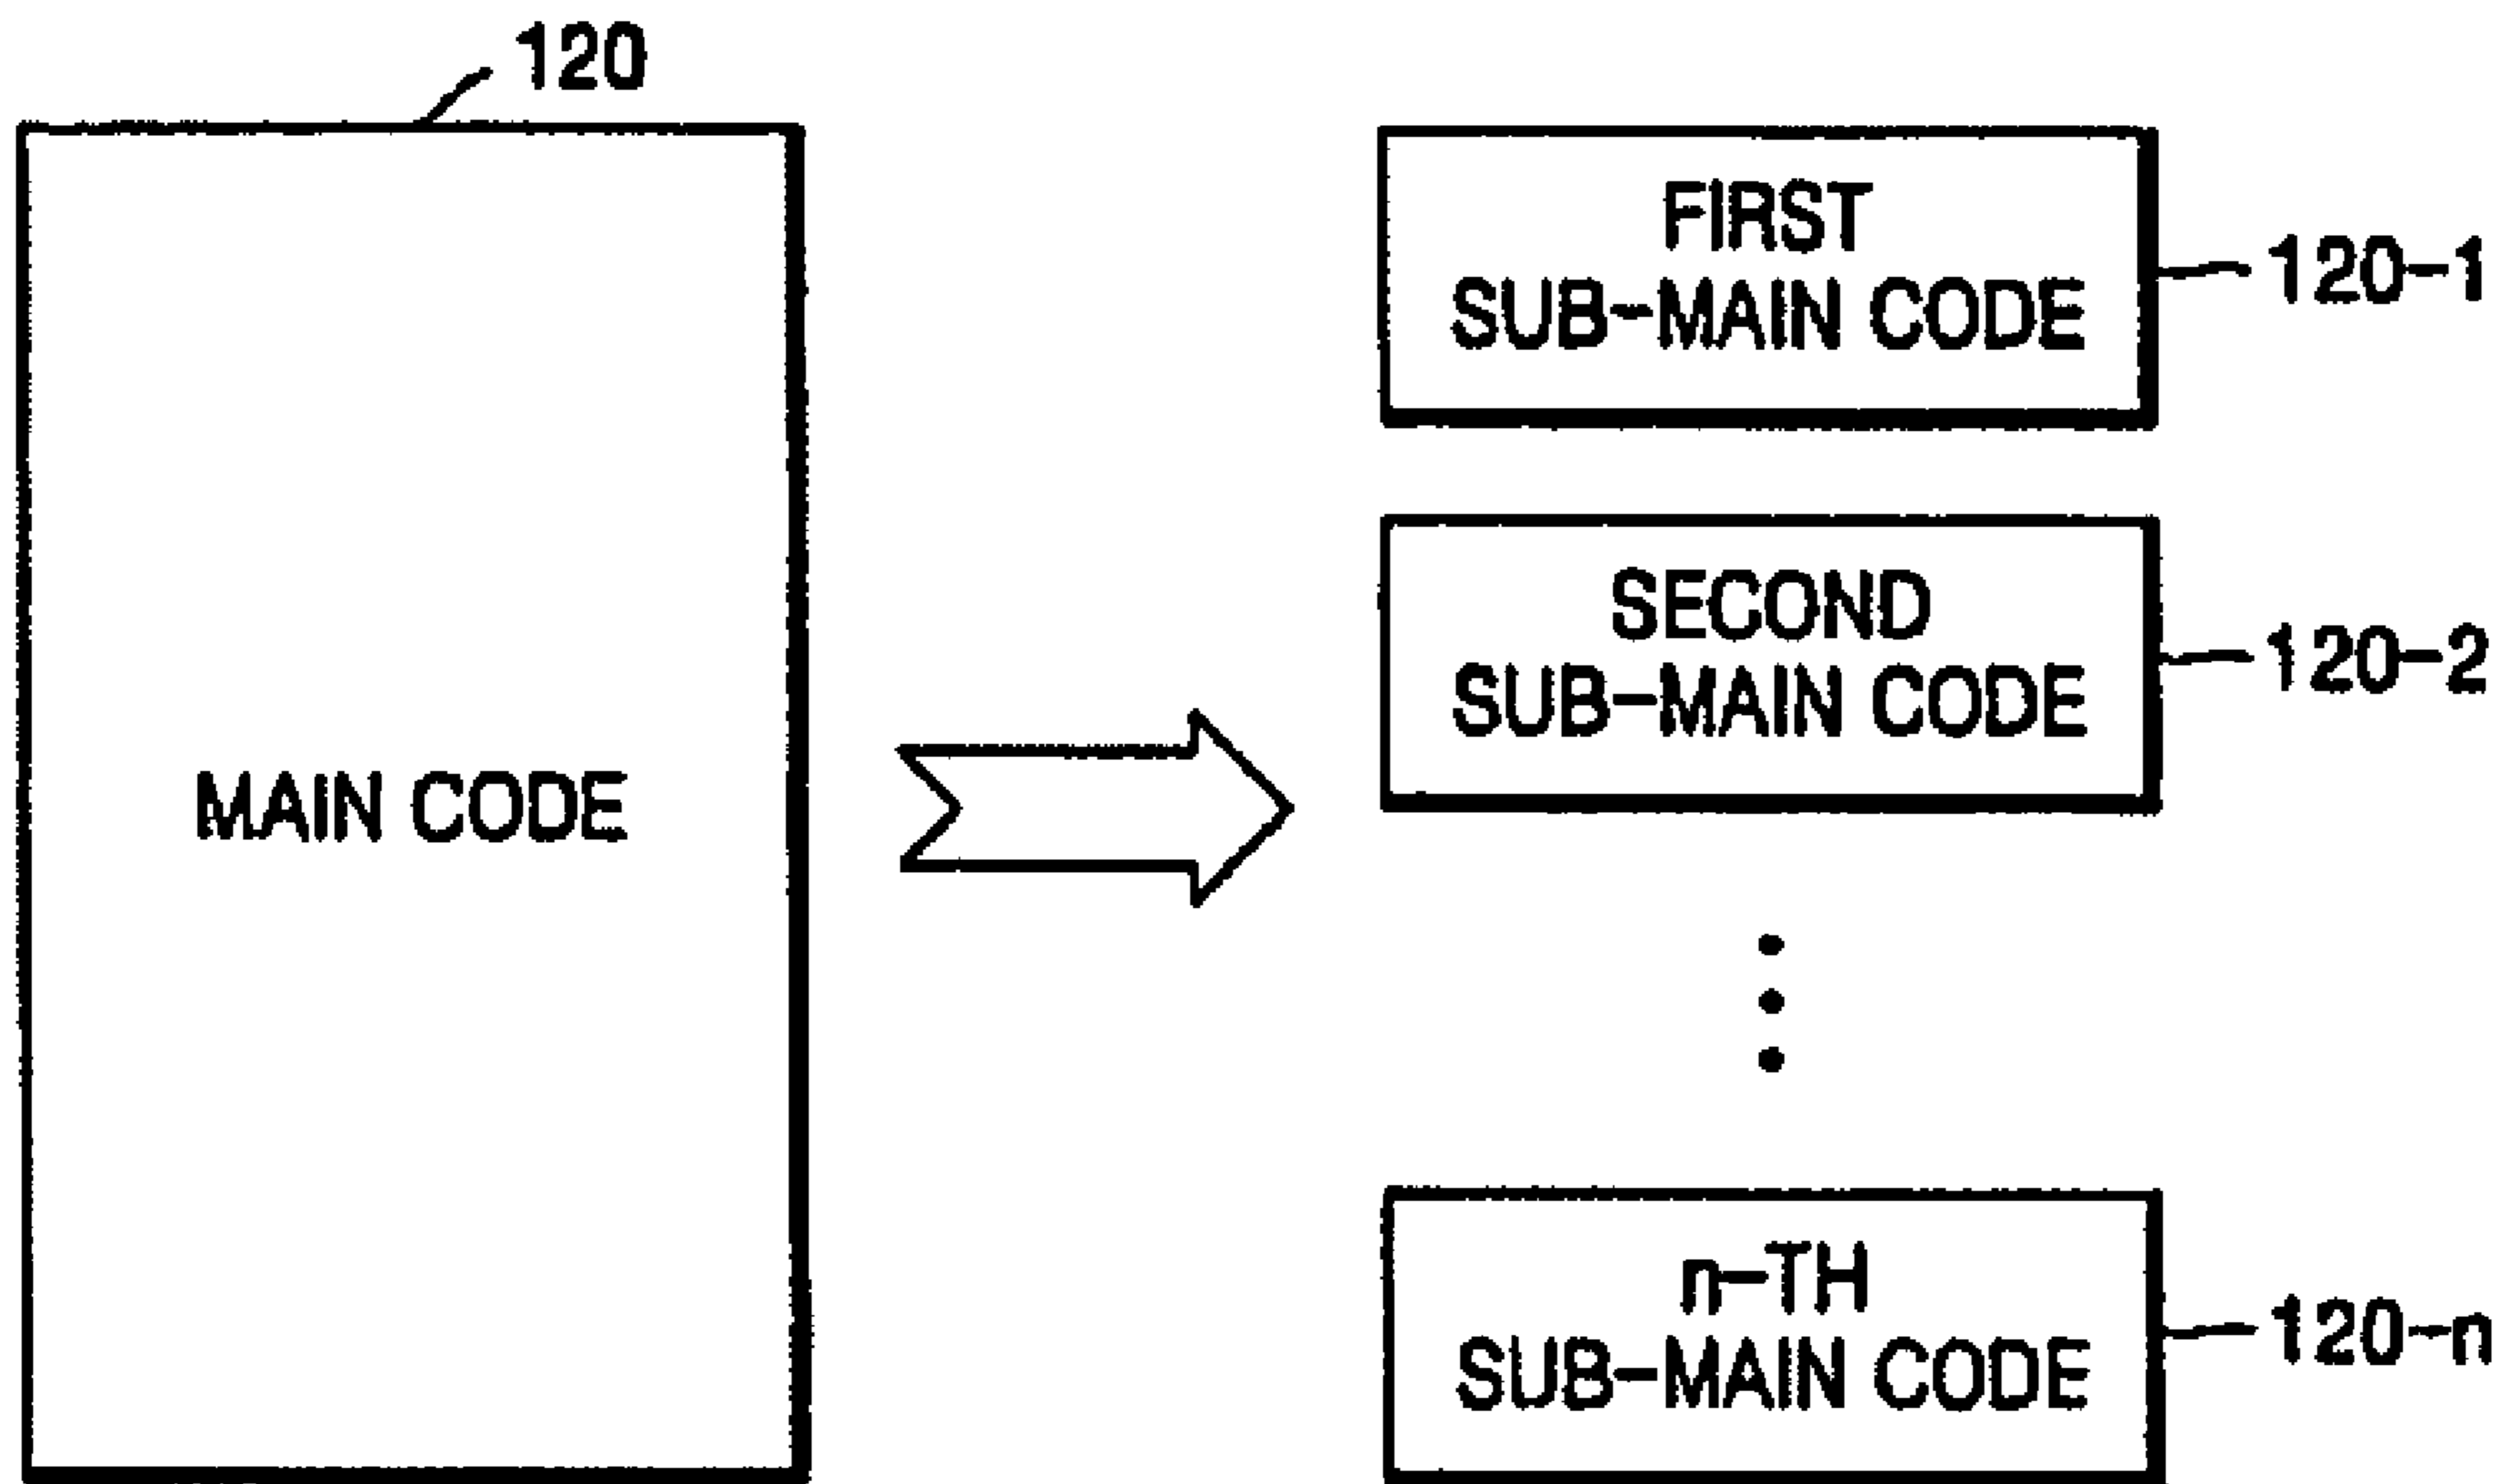 120
MAIN CODE
FIRST
SUB-MAIN CODE
120-1
SECOND
SUB-MAIN CODE
120-2
n-TH
SUB-MAIN CODE
120-n